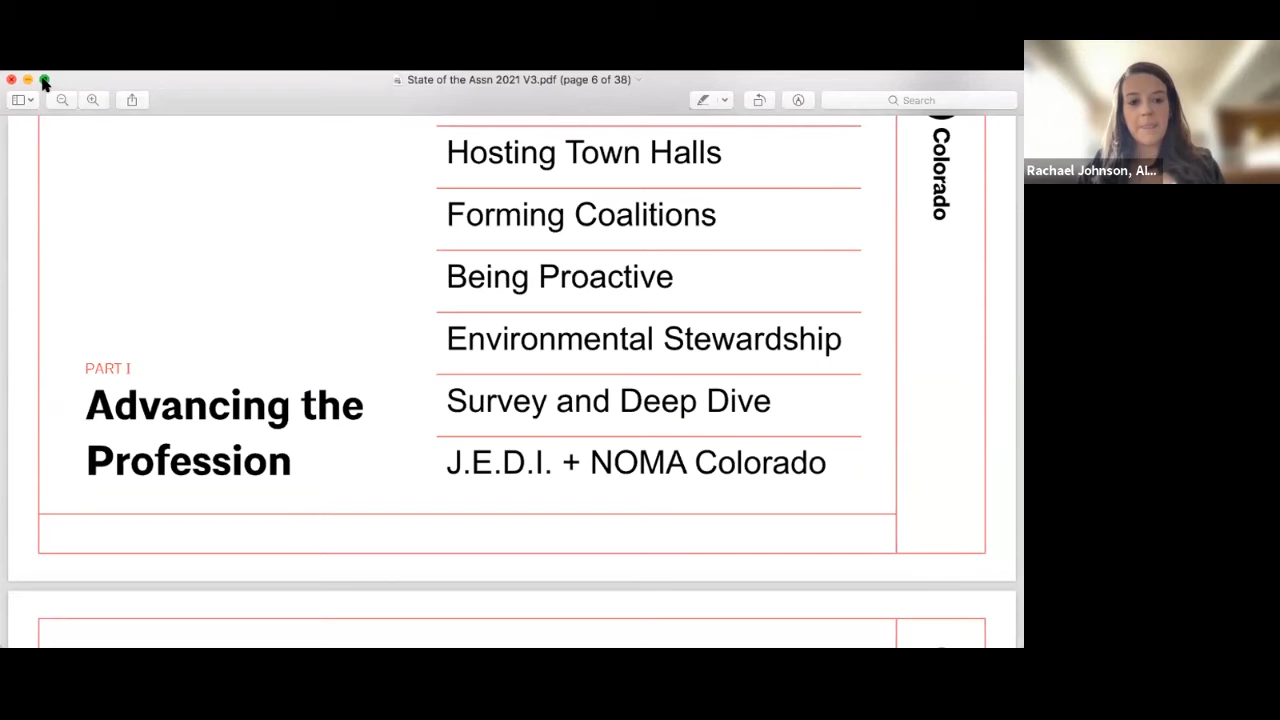 State of the Assn 2021 V3.pdf (page 6 of 38)
Search
Hosting Town Halls
Forming Coalitions
Being Proactive
Environmental Stewardship
Survey and Deep Dive
J.E.D.I. + NOMA Colorado
PART I
Advancing the
Profession
Colorado
Rachael Johnson, AI...